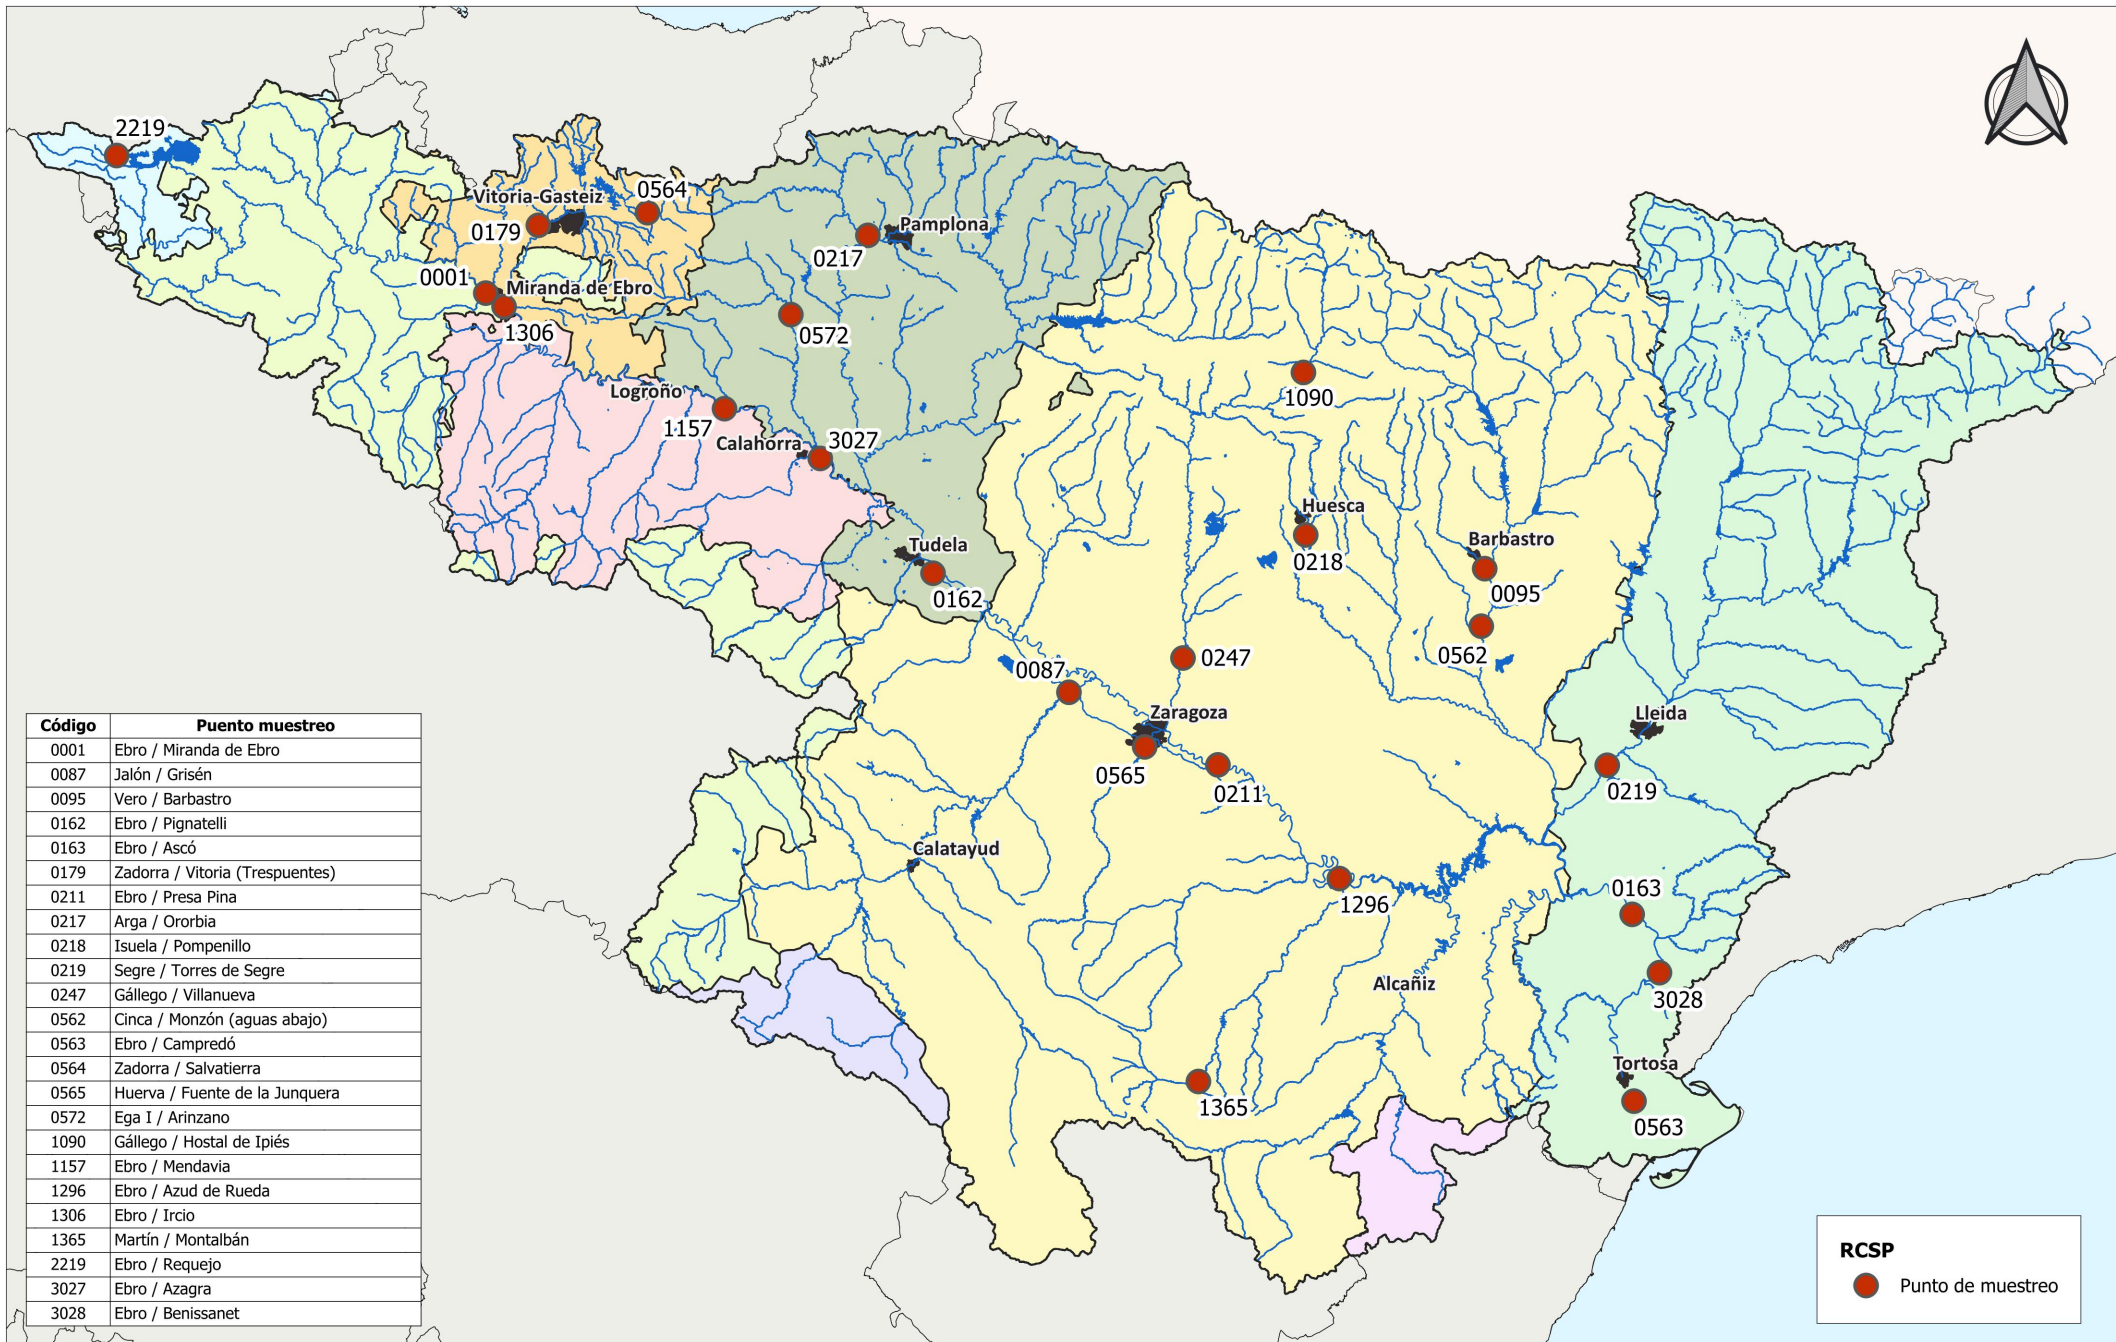 2219
Vitoria-Gasteiz
0564
0179
Pamplona
0217
0001
Miranda de Ebro
1306
0572
1090
Logroño
1157
Calahorra
3027
Huesca
0218
Barbastro
0095
Tudela
0162
0562
0247
0087
Zaragoza
0565
0211
Lleida
0219
Calatayud
1296
0163
Alcañiz
3028
Tortosa
0563
1365
Código Puento muestreo
0001 Ebro / Miranda de Ebro
0087 Jalón / Grisén
0095 Vero / Barbastro
0162 Ebro / Pignatelli
0163 Ebro / Ascó
0179 Zadorra / Vitoria (Trespuentes)
0211 Ebro / Presa Pina
0217 Arga / Ororbia
0218 Isuela / Pompenillo
0219 Segre / Torres de Segre
0247 Gállego / Villanueva
0562 Cinca / Monzón (aguas abajo)
0563 Ebro / Campredó
0564 Zadorra / Salvatierra
0565 Huerva / Fuente de la Junquera
0572 Ega I / Arinzano
1090 Gállego / Hostal de Ipiés
1157 Ebro / Mendavia
1296 Ebro / Azud de Rueda
1306 Ebro / Ircio
1365 Martín / Montalbán
2219 Ebro / Requejo
3027 Ebro / Azagra
3028 Ebro / Benissanet
RCSP
Punto de muestreo